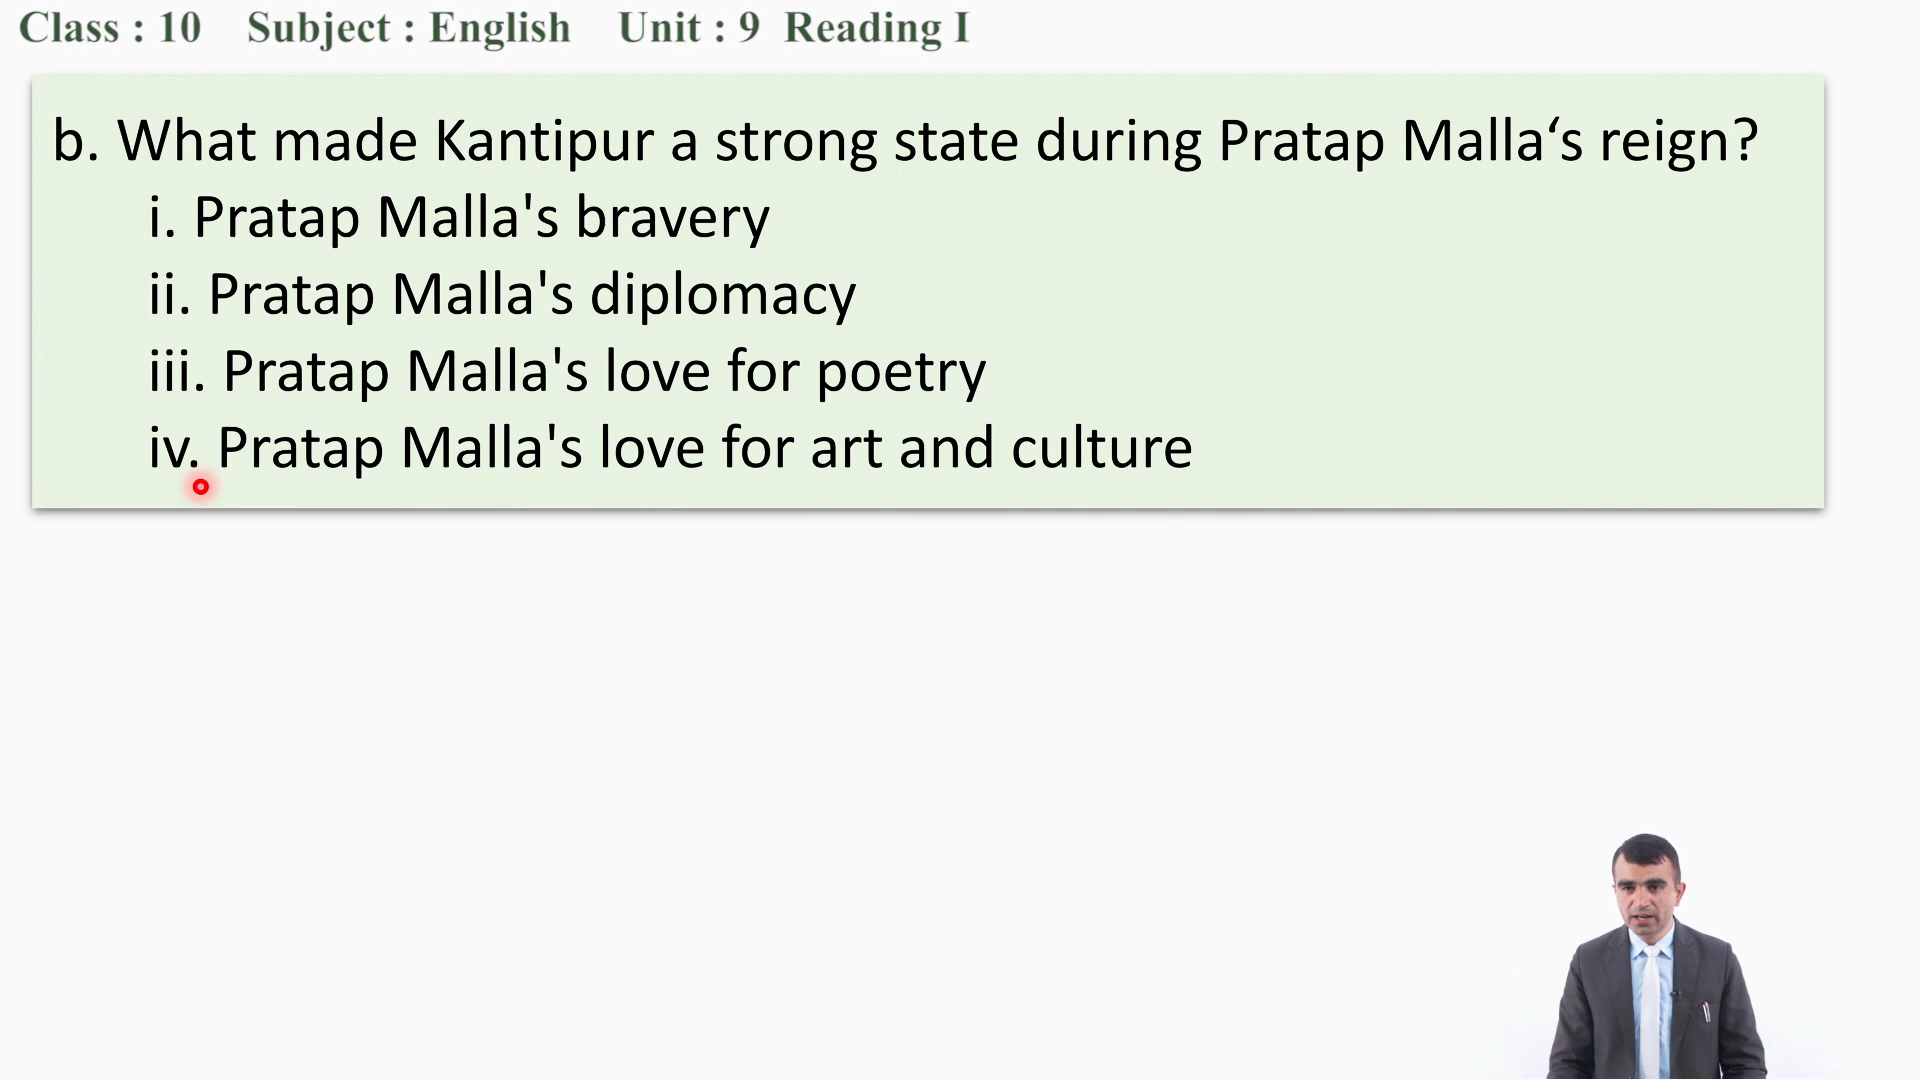 Class : 10 Subject : English Unit : 9 Reading I
b. What made Kantipur a strong state during Pratap Malla‘s reign?
i. Pratap Malla's bravery
ii. Pratap Malla's diplomacy
iii. Pratap Malla's love for poetry
iv. Pratap Malla's love for art and culture